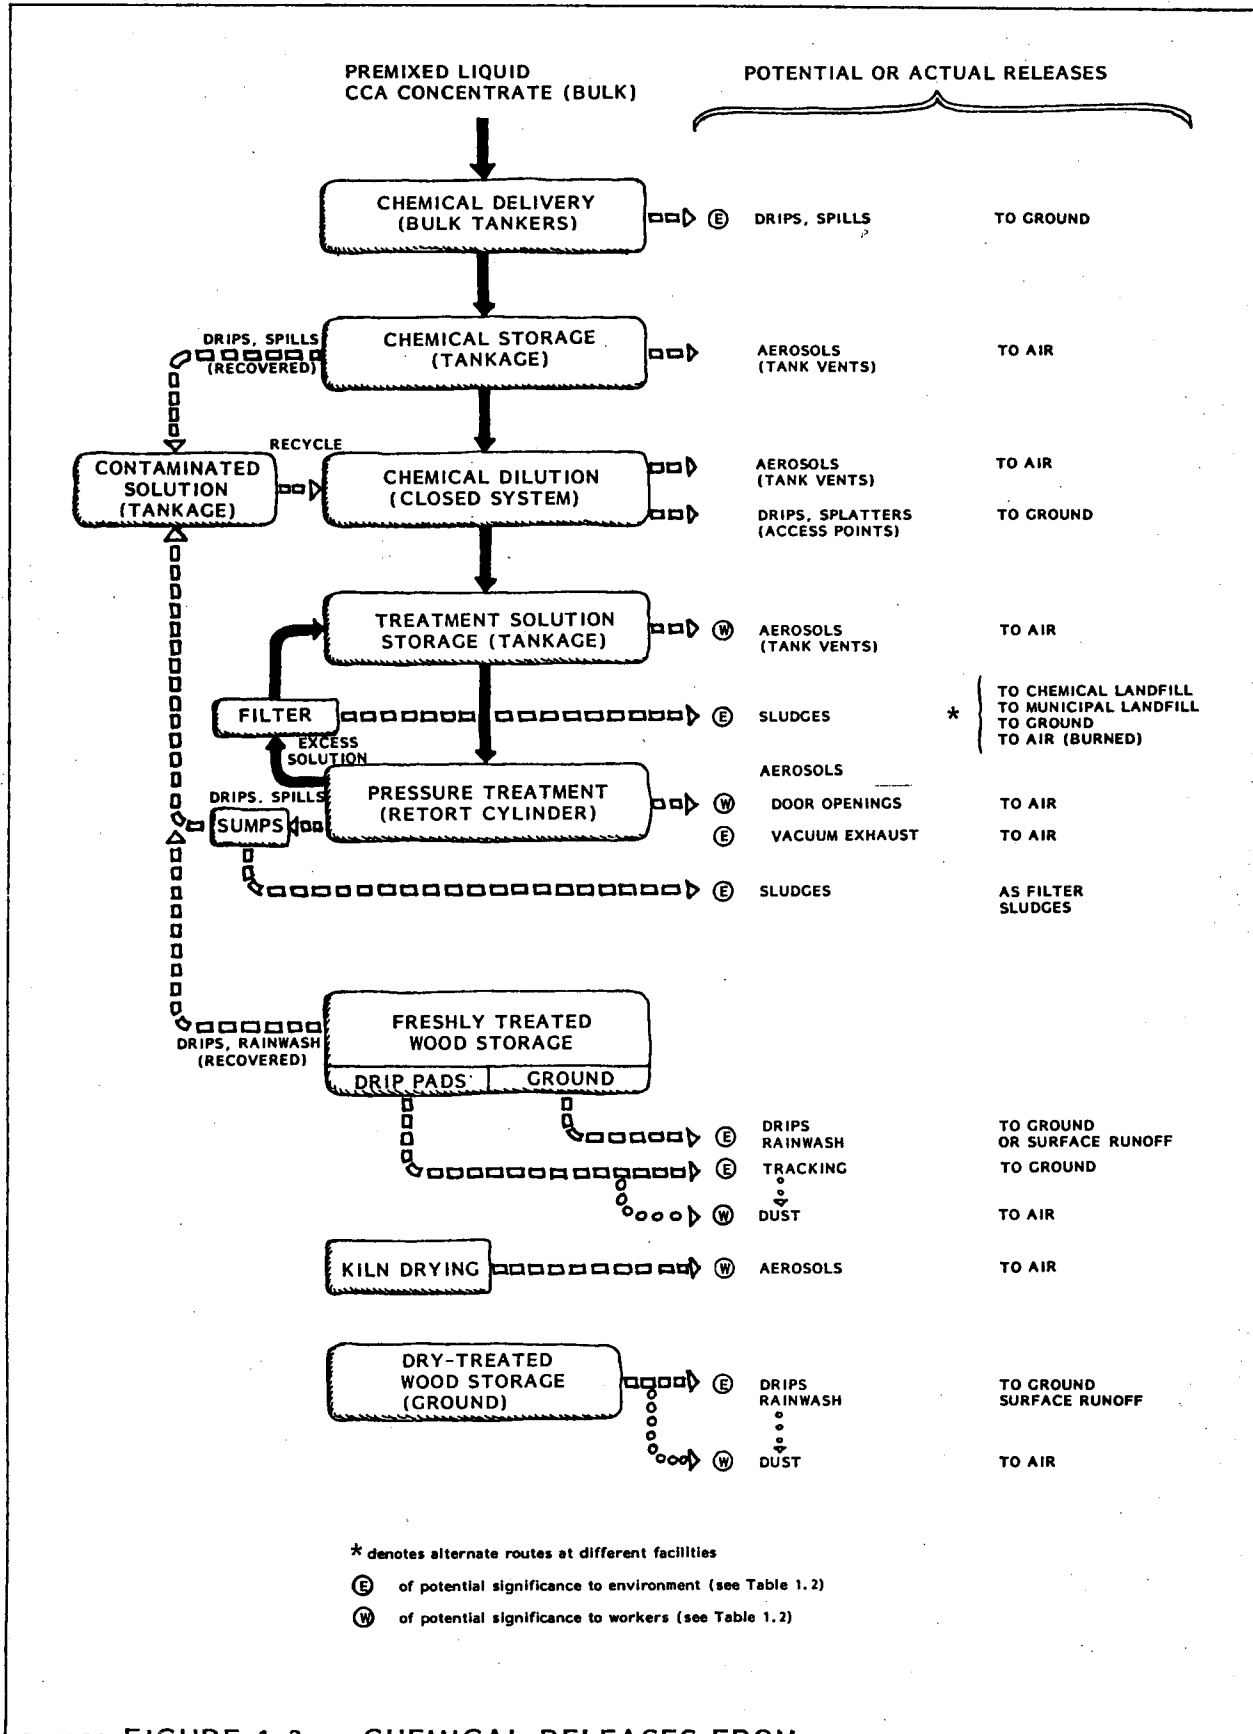 PREMIXED LIQUID
CCA CONCENTRATE (BULK)
POTENTIAL OR ACTUAL RELEASES
CHEMICAL DELIVERY
(BULK TANKERS)
E DRIPS, SPILLS TO GROUND
DRIPS, SPILLS
(RECOVERED)
CHEMICAL STORAGE
(TANKAGE)
AEROSOLS TO AIR
(TANK VENTS)
RECYCLE
CONTAMINATED
SOLUTION
(TANKAGE)
CHEMICAL DILUTION
(CLOSED SYSTEM)
AEROSOLS TO AIR
(TANK VENTS)
DRIPS, SPLATTERS TO GROUND
(ACCESS POINTS)
TREATMENT SOLUTION
STORAGE (TANKAGE)
W AEROSOLS TO AIR
(TANK VENTS)
FILTER
E SLUDGES *
TO CHEMICAL LANDFILL
TO MUNICIPAL LANDFILL
TO GROUND
TO AIR (BURNED)
EXCESS
SOLUTION
DRIPS. SPILLS
SUMPS
PRESSURE TREATMENT
(RETORT CYLINDER)
AEROSOLS
W DOOR OPENINGS TO AIR
E VACUUM EXHAUST TO AIR
E SLUDGES AS FILTER
SLUDGES
DRIPS, RAINWASH
(RECOVERED)
FRESHLY TREATED
WOOD STORAGE
DRIP PADS GROUND
E DRIPS TO GROUND
RAINWASH OR SURFACE RUNOFF
E TRACKING TO GROUND
W DUST TO AIR
KILN DRYING
W AEROSOLS TO AIR
DRY-TREATED
WOOD STORAGE
(GROUND)
E DRIPS TO GROUND
RAINWASH SURFACE RUNOFF
W DUST TO AIR
* denotes alternate routes at different facilities
E of potential significance to environment (see Table 1.2)
W of potential significance to workers (see Table 1.2)
CHEMICAL RELEASES FROM